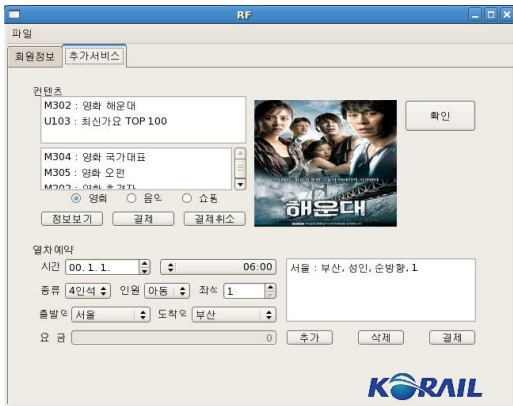 RF
파일
회원정보 추가서비스
컨텐츠
M302 : 영화 해운대
U103 : 최신가요 TOP 100
확인
M304 : 영화 국가대표
M305 : 영화 오펀
M202 : 영화 추격자
영화 음악 쇼핑
정보보기 결제 결제취소
해운대
열차예약
시간 00. 1. 1. 06:00
서울 : 부산, 성인, 순방향, 1
종류 4인석 인원 아동 좌석 1
출발역 서울 도착역 부산
요 금 0
추가 삭제 결제
KORAIL